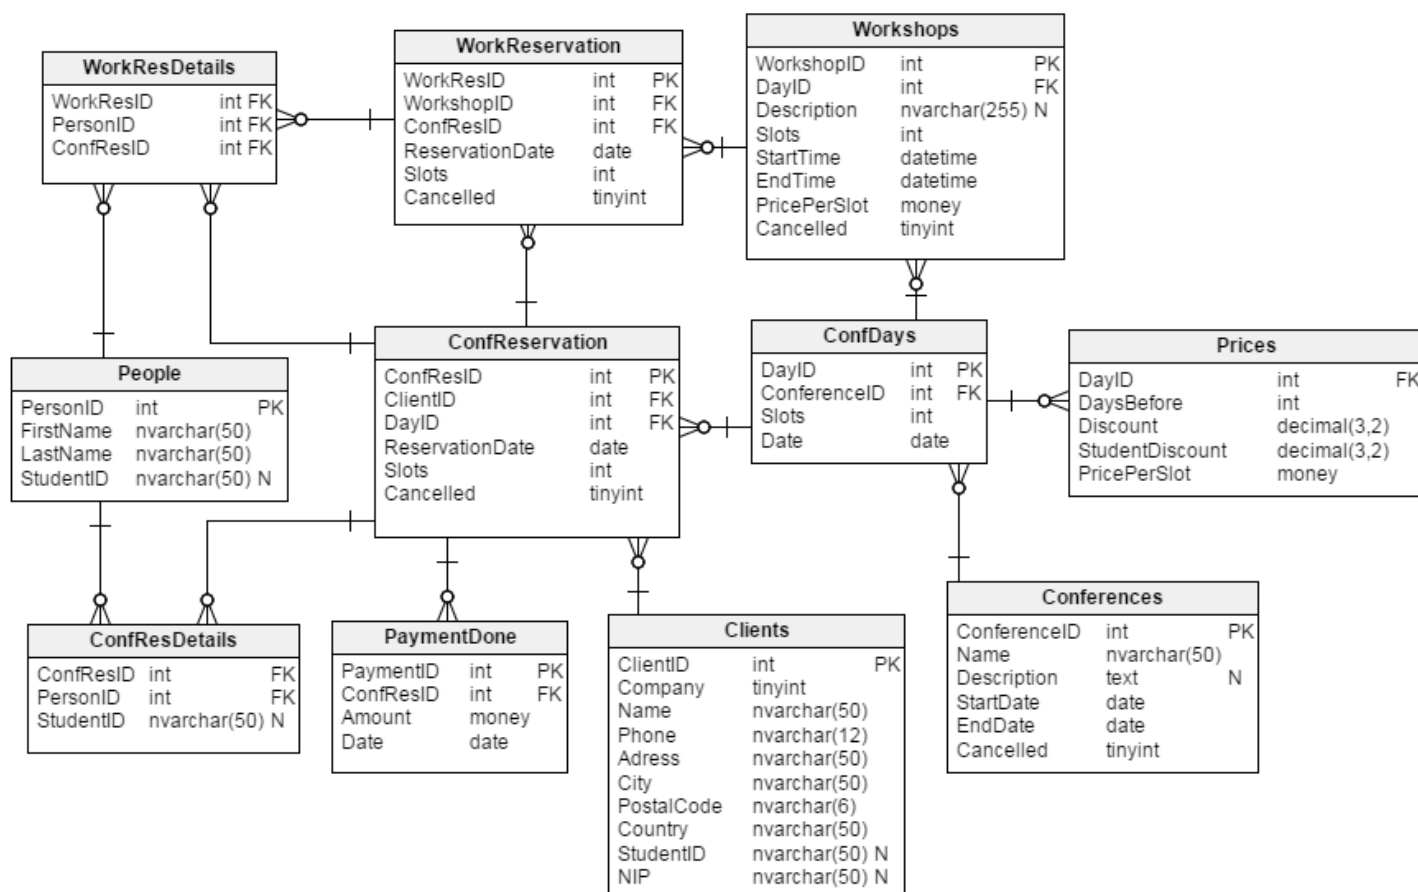 WorkResDetails
WorkResID int FK
PersonID int FK
ConfResID int FK
WorkReservation
WorkResID int PK
WorkshopID int FK
ConfResID int FK
ReservationDate date
Slots int
Cancelled tinyint
Workshops
WorkshopID int PK
DayID int FK
Description nvarchar(255) N
Slots int
StartTime datetime
EndTime datetime
PricePerSlot money
Cancelled tinyint
People
PersonID int PK
FirstName nvarchar(50)
LastName nvarchar(50)
StudentID nvarchar(50) N
ConfReservation
ConfResID int PK
ClientID int FK
DayID int FK
ReservationDate date
Slots int
Cancelled tinyint
ConfDays
DayID int PK
ConferenceID int FK
Slots int
Date date
Prices
DayID int FK
DaysBefore int
Discount decimal(3,2)
StudentDiscount decimal(3,2)
PricePerSlot money
ConfResDetails
ConfResID int FK
PersonID int FK
StudentID nvarchar(50) N
PaymentDone
PaymentID int PK
ConfResID int FK
Amount money
Date date
Clients
ClientID int PK
Company tinyint
Name nvarchar(50)
Phone nvarchar(12)
Adress nvarchar(50)
City nvarchar(50)
PostalCode nvarchar(6)
Country nvarchar(50)
StudentID nvarchar(50) N
NIP nvarchar(50) N
Conferences
ConferenceID int PK
Name nvarchar(50)
Description text N
StartDate date
EndDate date
Cancelled tinyint